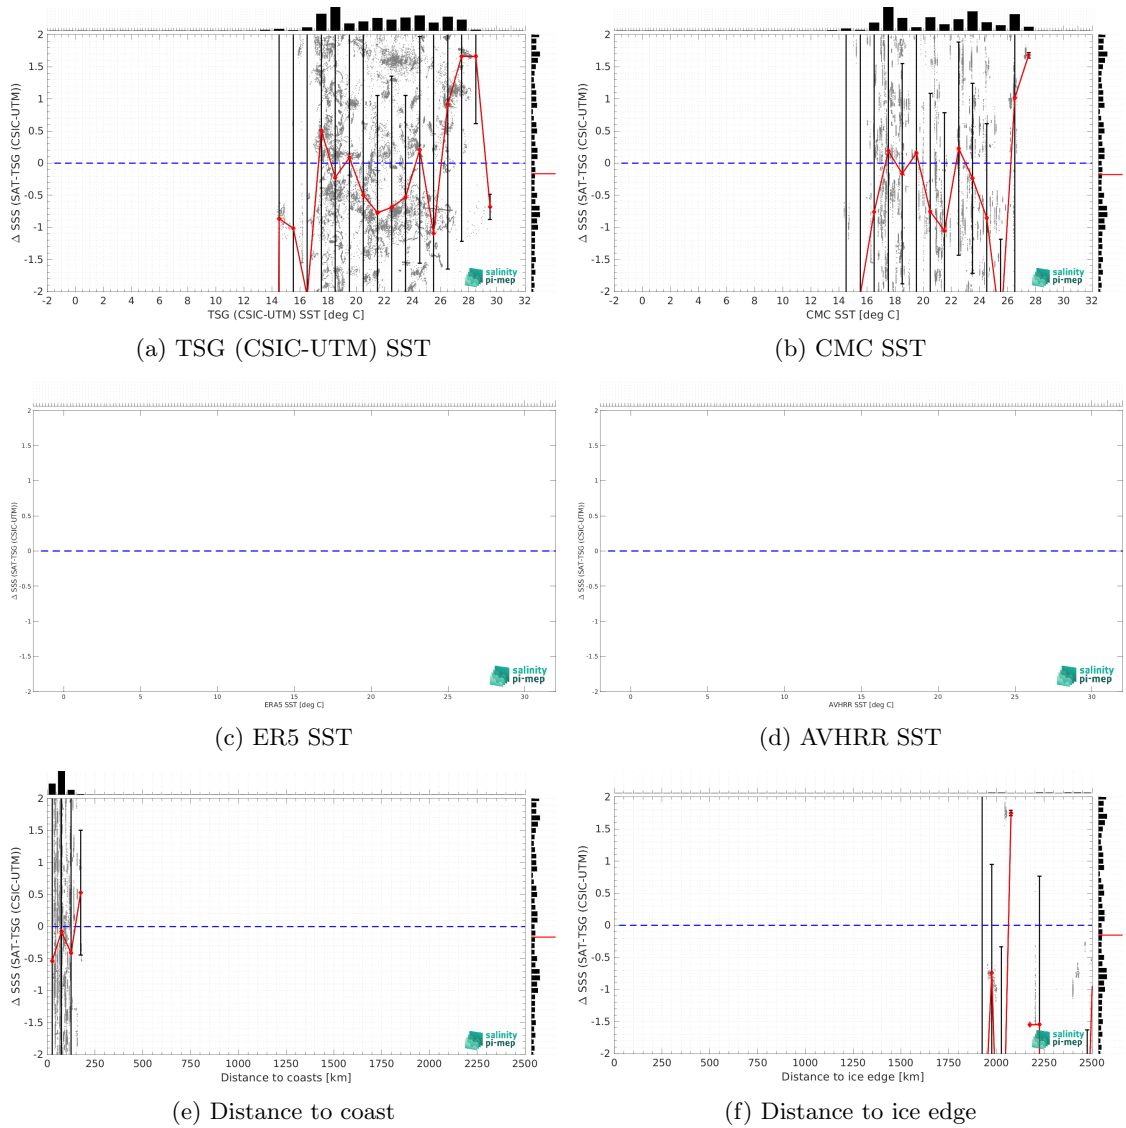 2
1.5
1
0.5
0
-0.5
-1
-1.5
-2
Δ SSS (SAT-TSG (CSIC-UTM))
-2 0 2 4 6 8 10 12 14 16 18 20 22 24 26 28 30 32
TSG (CSIC-UTM) SST [deg C]
salinity
pi-mep
(a) TSG (CSIC-UTM) SST
2
1.5
1
0.5
0
-0.5
-1
-1.5
-2
Δ SSS (SAT-TSG (CSIC-UTM))
-2 0 2 4 6 8 10 12 14 16 18 20 22 24 26 28 30 32
CMC SST [deg C]
salinity
pi-mep
(b) CMC SST
2
1.5
1
0.5
0
-0.5
-1
-1.5
-2
Δ SSS (SAT-TSG (CSIC-UTM))
0 5 10 15 20 25 30
ERA5 SST [deg C]
salinity
pi-mep
(c) ER5 SST
2
1.5
1
0.5
0
-0.5
-1
-1.5
-2
Δ SSS (SAT-TSG (CSIC-UTM))
0 5 10 15 20 25 30
AVHRR SST [deg C]
salinity
pi-mep
(d) AVHRR SST
2
1.5
1
0.5
0
-0.5
-1
-1.5
-2
Δ SSS (SAT-TSG (CSIC-UTM))
0 250 500 750 1000 1250 1500 1750 2000 2250 2500
Distance to coasts [km]
salinity
pi-mep
(e) Distance to coast
2
1.5
1
0.5
0
-0.5
-1
-1.5
-2
Δ SSS (SAT-TSG (CSIC-UTM))
0 250 500 750 1000 1250 1500 1750 2000 2250 2500
Distance to ice edge [km]
salinity
pi-mep
(f) Distance to ice edge